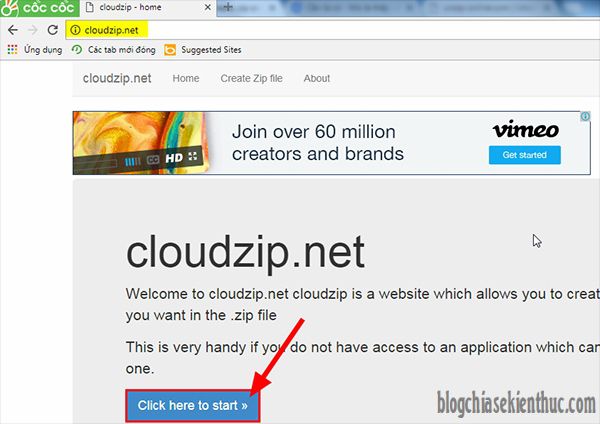 cốc cốc
cloudzip - home
cloudzip.net
Ứng dụng Các tab mới đóng Suggested Sites
cloudzip.net Home Create Zip file About
Join over 60 million
creators and brands
CC HD
vimeo
Get started
cloudzip.net
Welcome to cloudzip.net cloudzip is a website which allows you to creat
you want in the .zip file
This is very handy if you do not have access to an application which can
one.
Click here to start »
blogchiasekienthuc.com